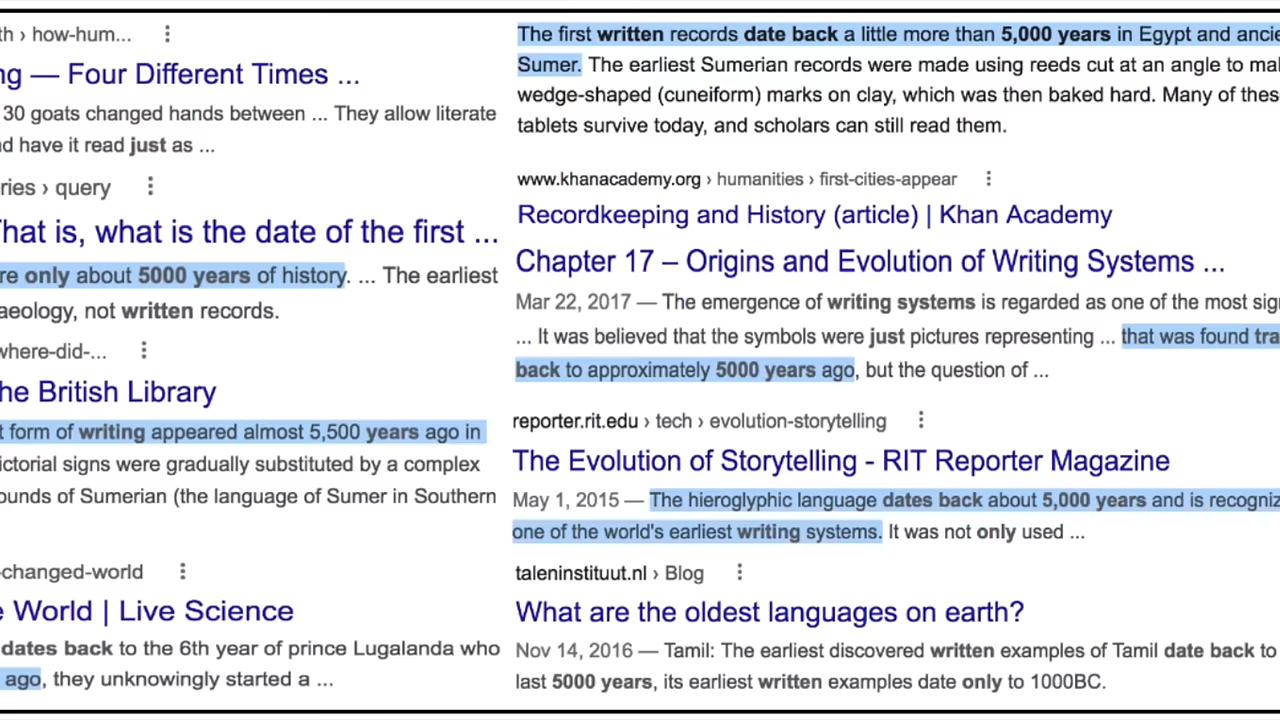 th › how-hum...
ng — Four Different Times ...
30 goats changed hands between ... They allow literate
nd have it read just as ...
ries › query
That is, what is the date of the first ...
re only about 5000 years of history. ... The earliest
aeology, not written records.
where-did-...
he British Library
t form of writing appeared almost 5,500 years ago in
ictorial signs were gradually substituted by a complex
ounds of Sumerian (the language of Sumer in Southern
-changed-world
e World | Live Science
dates back to the 6th year of prince Lugalanda who
ago, they unknowingly started a ...
The first written records date back a little more than 5,000 years in Egypt and ancie
Sumer. The earliest Sumerian records were made using reeds cut at an angle to mal
wedge-shaped (cuneiform) marks on clay, which was then baked hard. Many of thes
tablets survive today, and scholars can still read them.
www.khanacademy.org › humanities › first-cities-appear
Recordkeeping and History (article) | Khan Academy
Chapter 17 – Origins and Evolution of Writing Systems ...
Mar 22, 2017 — The emergence of writing systems is regarded as one of the most sig
... It was believed that the symbols were just pictures representing ... that was found tra
back to approximately 5000 years ago, but the question of ...
reporter.rit.edu › tech › evolution-storytelling
The Evolution of Storytelling - RIT Reporter Magazine
May 1, 2015 — The hieroglyphic language dates back about 5,000 years and is recogniz
one of the world's earliest writing systems. It was not only used ...
taleninstituut.nl › Blog
What are the oldest languages on earth?
Nov 14, 2016 — Tamil: The earliest discovered written examples of Tamil date back to
last 5000 years, its earliest written examples date only to 1000BC.